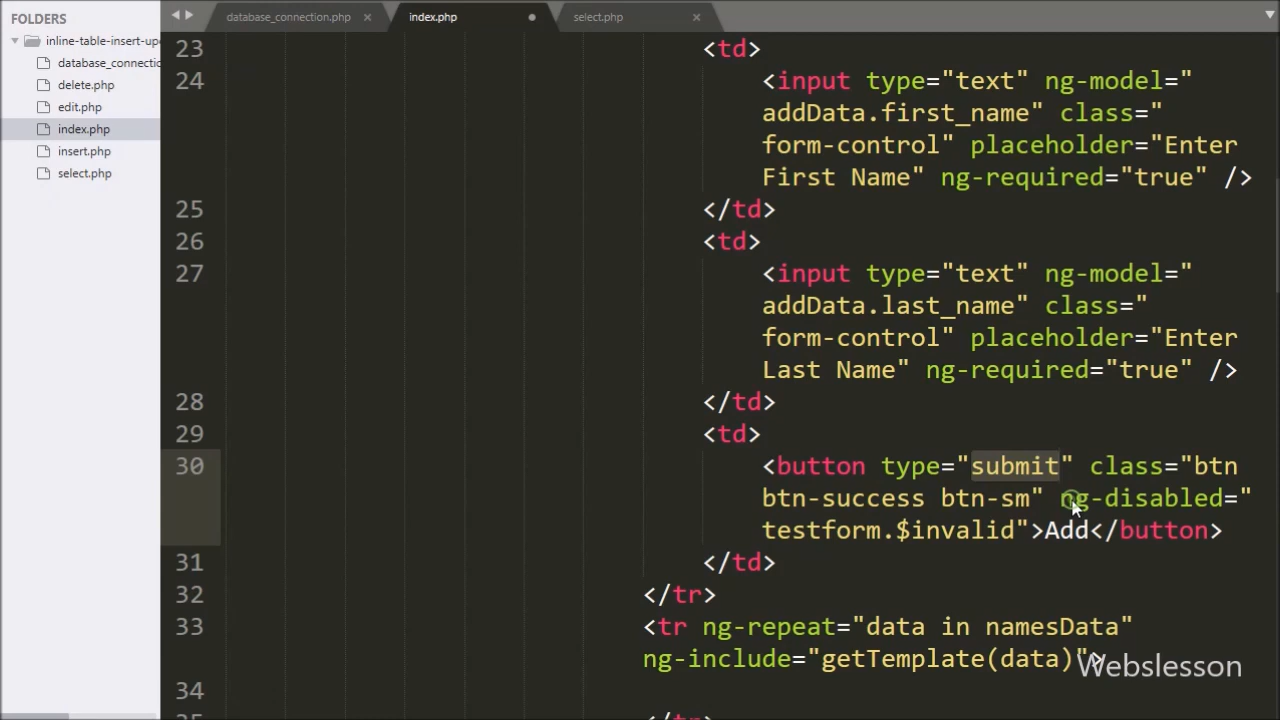 FOLDERS
inline-table-insert-up
database_connectio
delete.php
edit.php
index.php
insert.php
select.php
database_connection.php × index.php select.php ×
23 <td>
24 <input type="text" ng-model="
addData.first_name" class="
form-control" placeholder="Enter
First Name" ng-required="true" />
25 </td>
26 <td>
27 <input type="text" ng-model="
addData.last_name" class="
form-control" placeholder="Enter
Last Name" ng-required="true" />
28 </td>
29 <td>
30 <button type="submit" class="btn
btn-success btn-sm" ng-disabled="
testform.$invalid">Add</button>
31 </td>
32 </tr>
33 <tr ng-repeat="data in namesData"
ng-include="getTemplate(data)">
Webslesson
34
35 </tr>